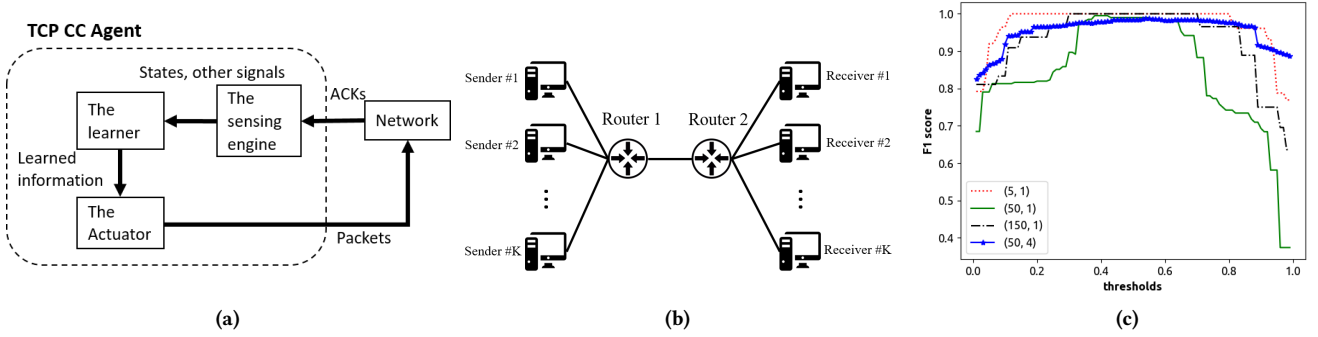 TCP CC Agent
States, other signals
The
learner
The
sensing
engine
ACKs
Network
Learned
information
The
Actuator
Packets
(a)
Sender #1
Sender #2
Sender #K
Router 1
Router 2
Receiver #1
Receiver #2
Receiver #K
(b)
F1 score
1.0
0.9
0.8
0.7
0.6
0.5
0.4
(5, 1)
(50, 1)
(150, 1)
(50, 4)
0.0
0.2
0.4
0.6
0.8
1.0
thresholds
(c)